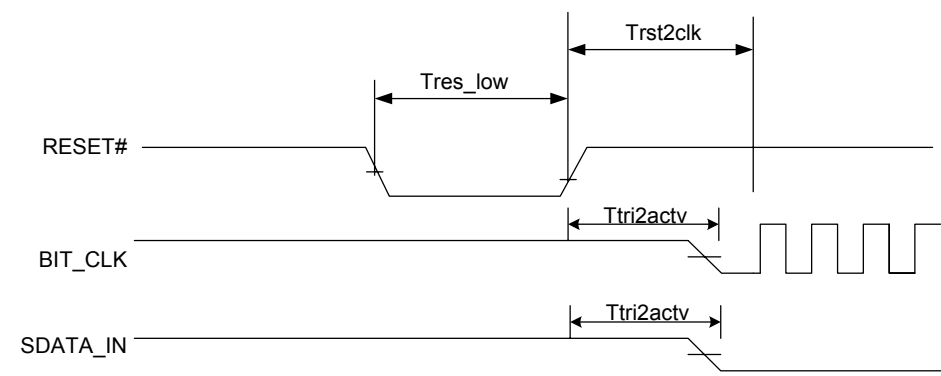 Trst2clk
Tres_low
RESET#
Ttri2actv
BIT_CLK
Ttri2actv
SDATA_IN